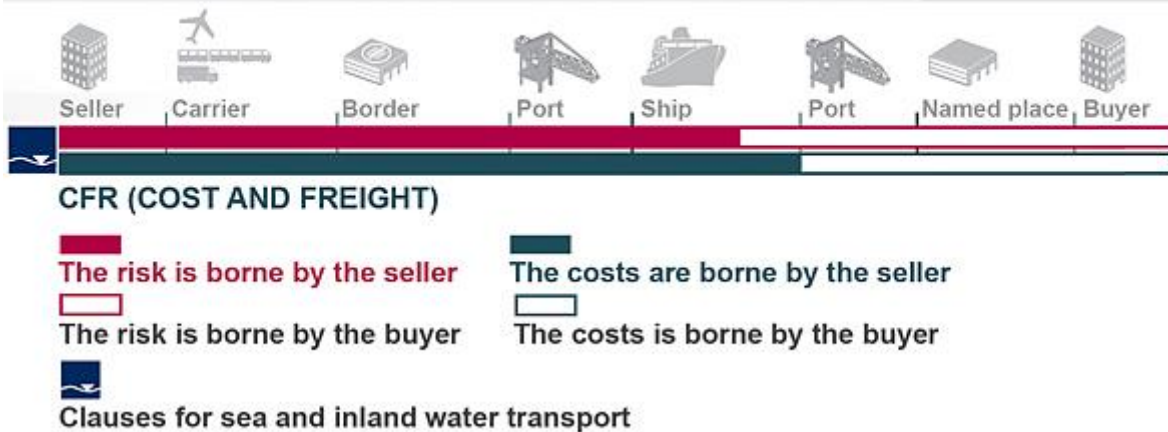 Seller Carrier Border Port Ship Port Named place Buyer
CFR (COST AND FREIGHT)
The risk is borne by the seller The costs are borne by the seller
The risk is borne by the buyer The costs is borne by the buyer
Clauses for sea and inland water transport